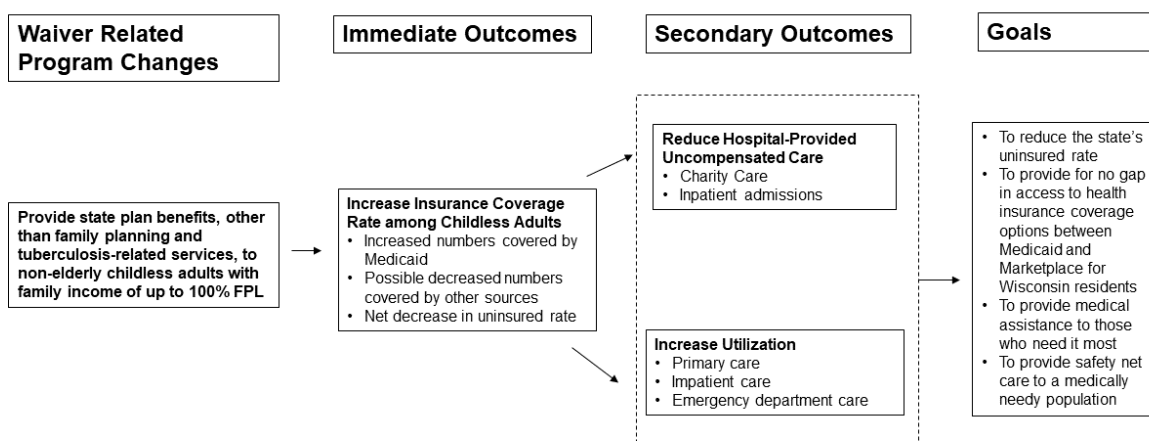 Waiver Related
Program Changes
Immediate Outcomes
Secondary Outcomes
Goals
Provide state plan benefits, other
than family planning and
tuberculosis-related services, to
non-elderly childless adults with
family income of up to 100% FPL
Increase Insurance Coverage
Rate among Childless Adults
• Increased numbers covered by
Medicaid
• Possible decreased numbers
covered by other sources
• Net decrease in uninsured rate
Reduce Hospital-Provided
Uncompensated Care
• Charity Care
• Inpatient admissions
Increase Utilization
• Primary care
• Impatient care
• Emergency department care
• To reduce the state's
uninsured rate
• To provide for no gap
in access to health
insurance coverage
options between
Medicaid and
Marketplace for
Wisconsin residents
• To provide medical
assistance to those
who need it most
• To provide safety net
care to a medically
needy population